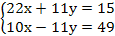 22x + 11y = 15
10x − 11y = 49